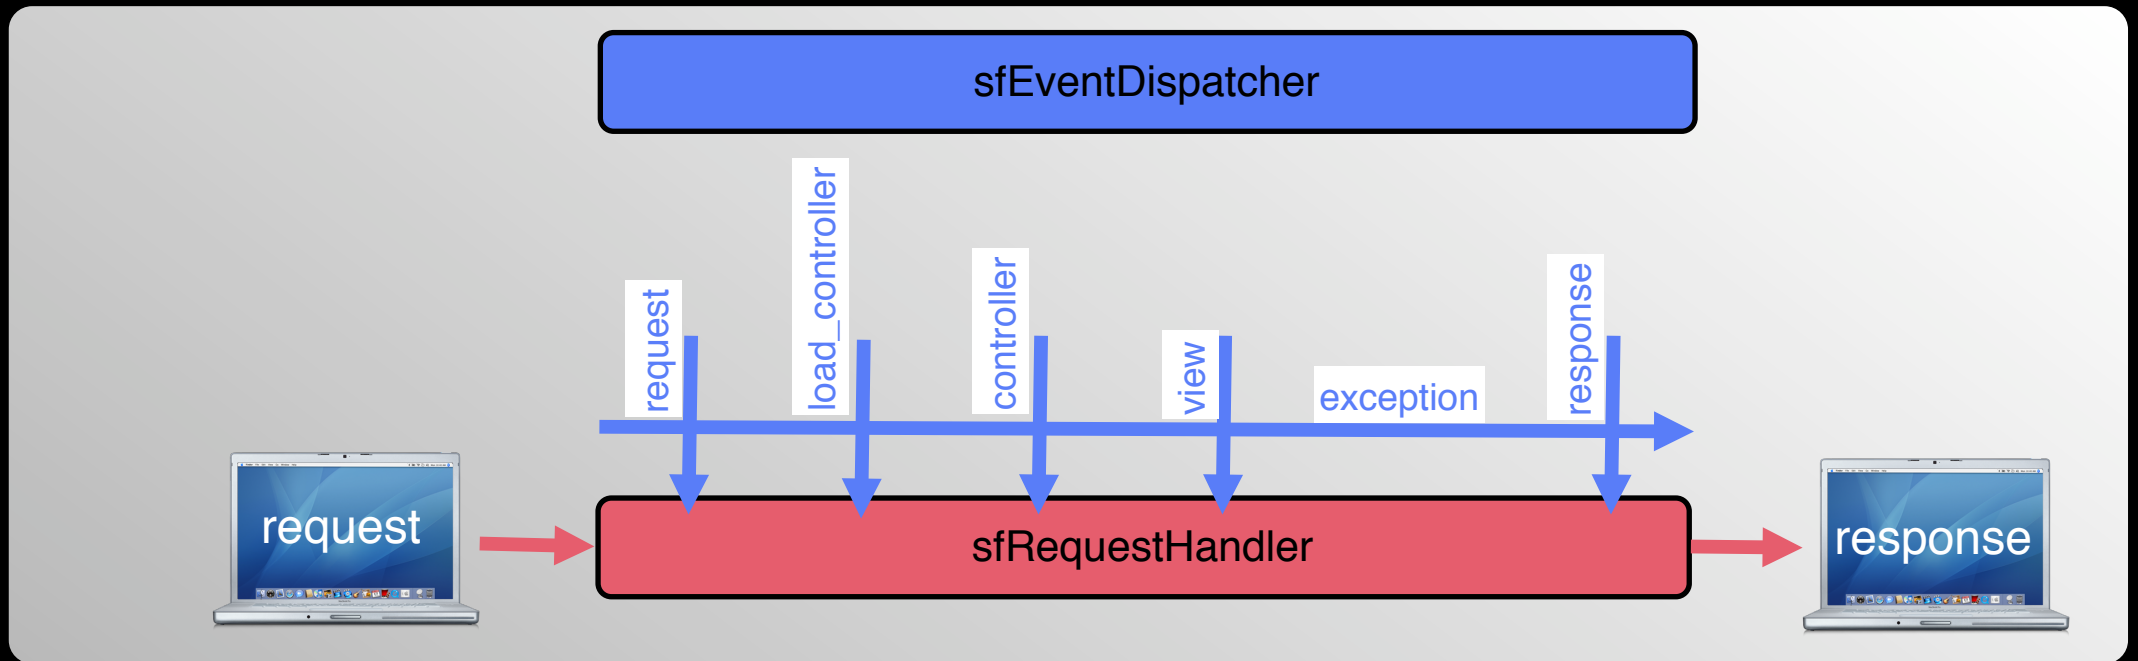 sfEventDispatcher
request
load_controller
controller
view
exception
response
request
sfRequestHandler
response